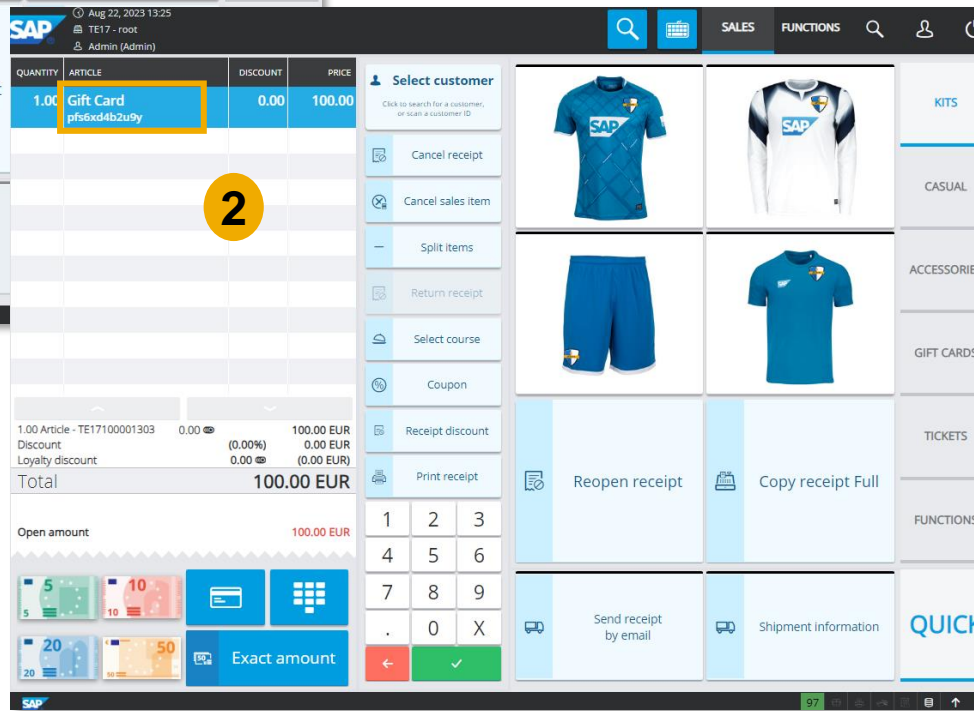 SAP
Aug 22, 2023 13:25
TE17 - root
Admin (Admin)
SALES
FUNCTIONS
QUANTITY ARTICLE DISCOUNT PRICE
1.00 Gift Card 0.00 100.00
pfs6xd4b2u9y
2
1.00 Article - TE17100001303 0.00 100.00 EUR
Discount (0.00%) 0.00 EUR
Loyalty discount 0.00 (0.00 EUR)
Total 100.00 EUR
Open amount 100.00 EUR
5
5
10
10
20
20
50
50
Exact amount
Select customer
Click to search for a customer,
or scan a customer ID
Cancel receipt
Cancel sales item
Split items
Return receipt
Select course
Coupon
Receipt discount
Print receipt
1 2 3
4 5 6
7 8 9
. 0 X
SAP
SAP
SAP
Reopen receipt
Copy receipt Full
Send receipt
by email
Shipment information
KITS
CASUAL
ACCESSORIE
GIFT CARDS
TICKETS
FUNCTIONS
QUICK
SAP
97